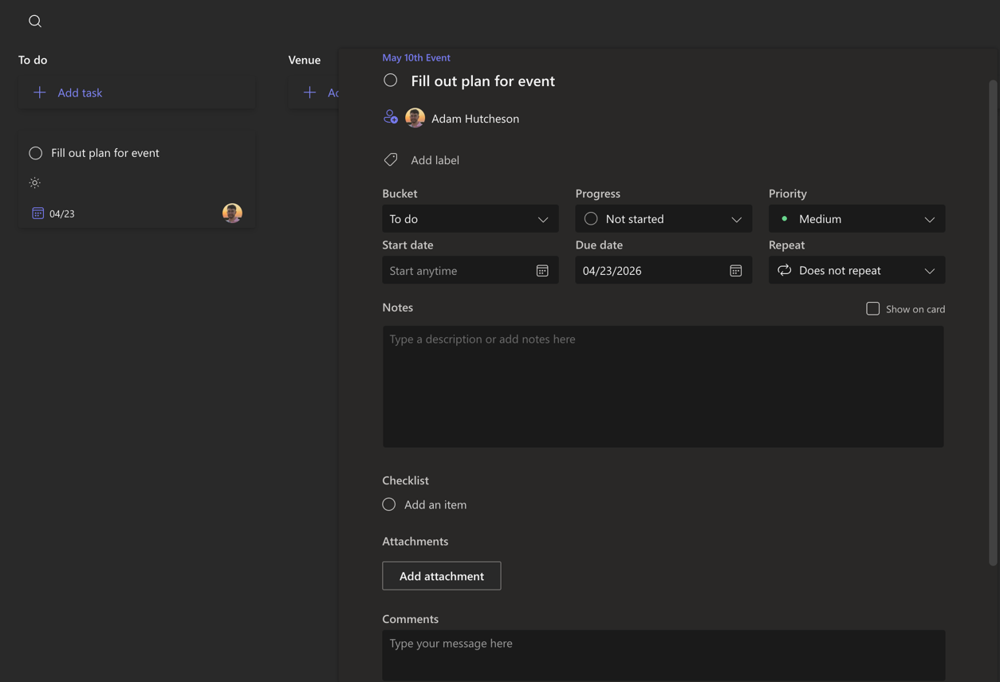 To do
Add task
Fill out plan for event
04/23
Venue
May 10th Event
Fill out plan for event
Adam Hutcheson
Add label
Bucket
Progress
Priority
To do
Not started
Medium
Start date
Due date
Repeat
Start anytime
04/23/2026
Does not repeat
Notes
Show on card
Type a description or add notes here
Checklist
Add an item
Attachments
Add attachment
Comments
Type your message here